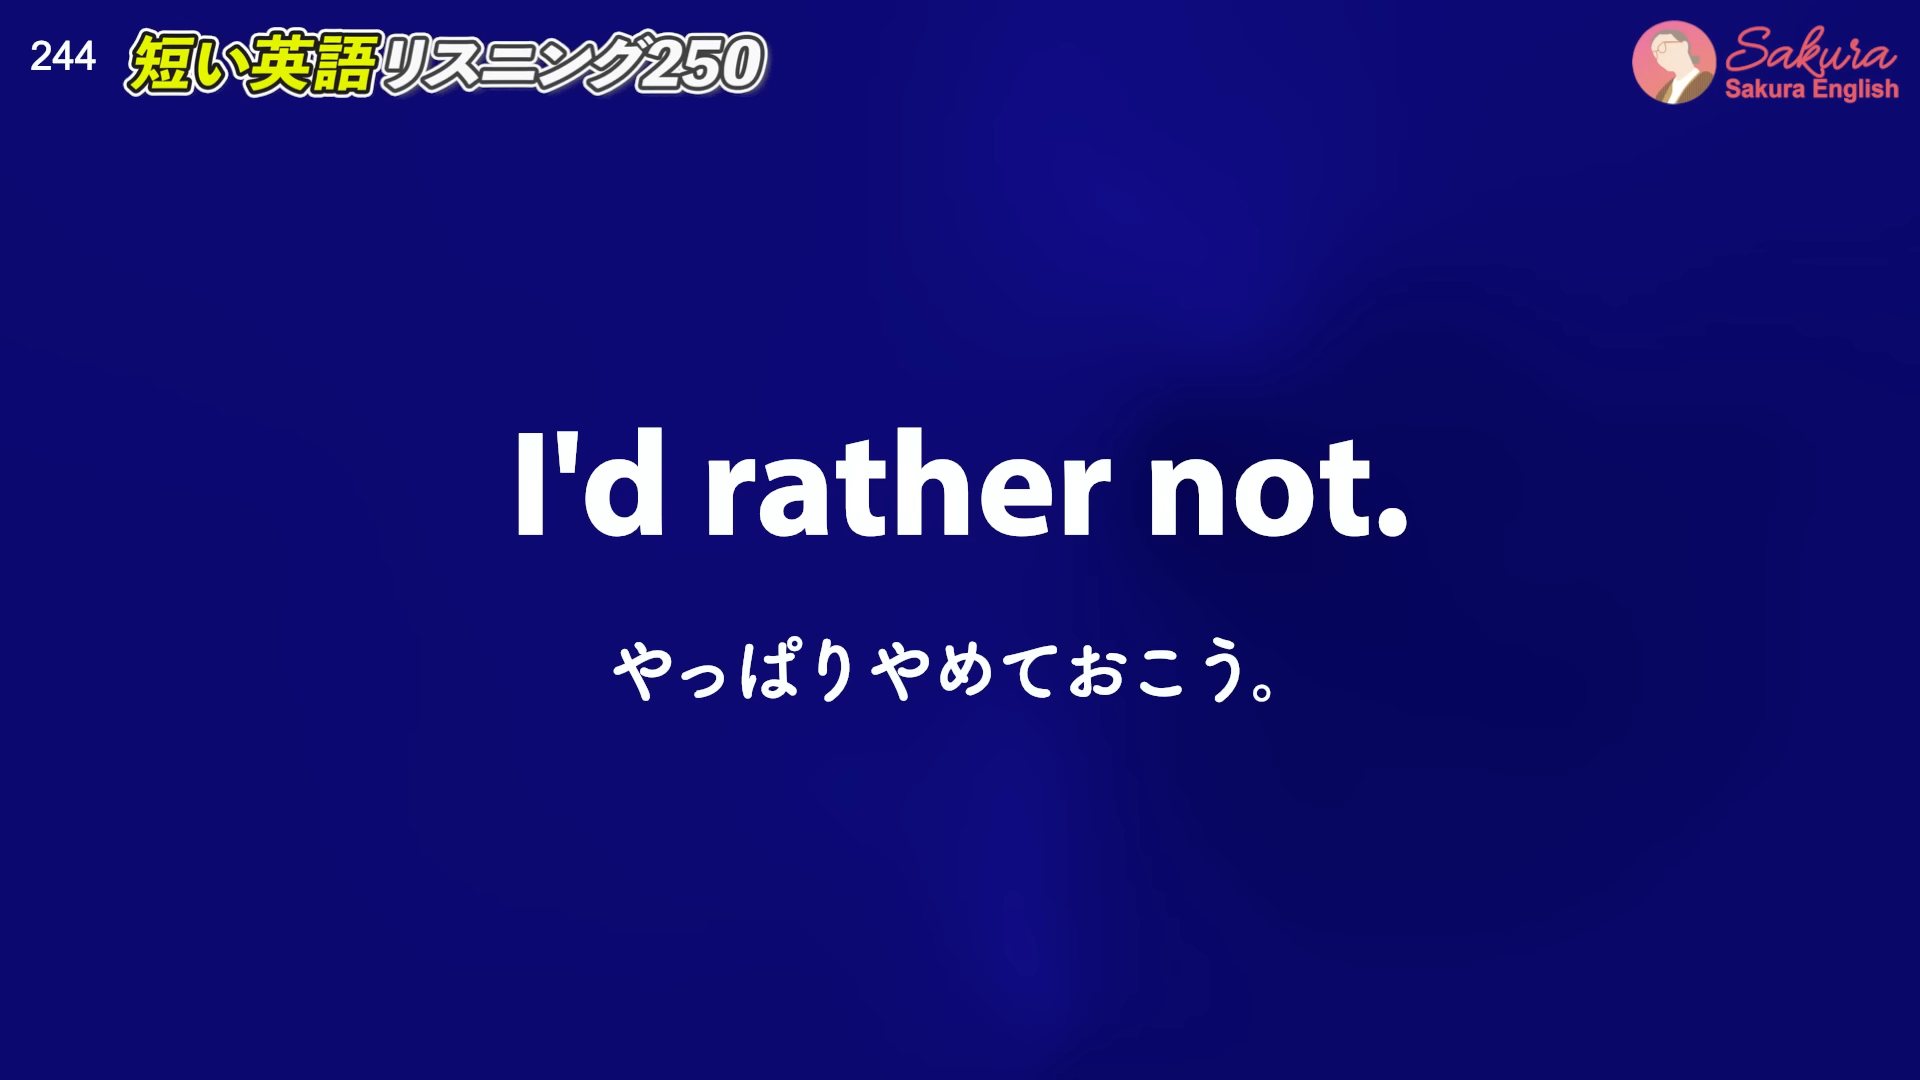 244
短い英語リスニング250
Sakura
Sakura English
I'd rather not.
やっぱりやめておこう。